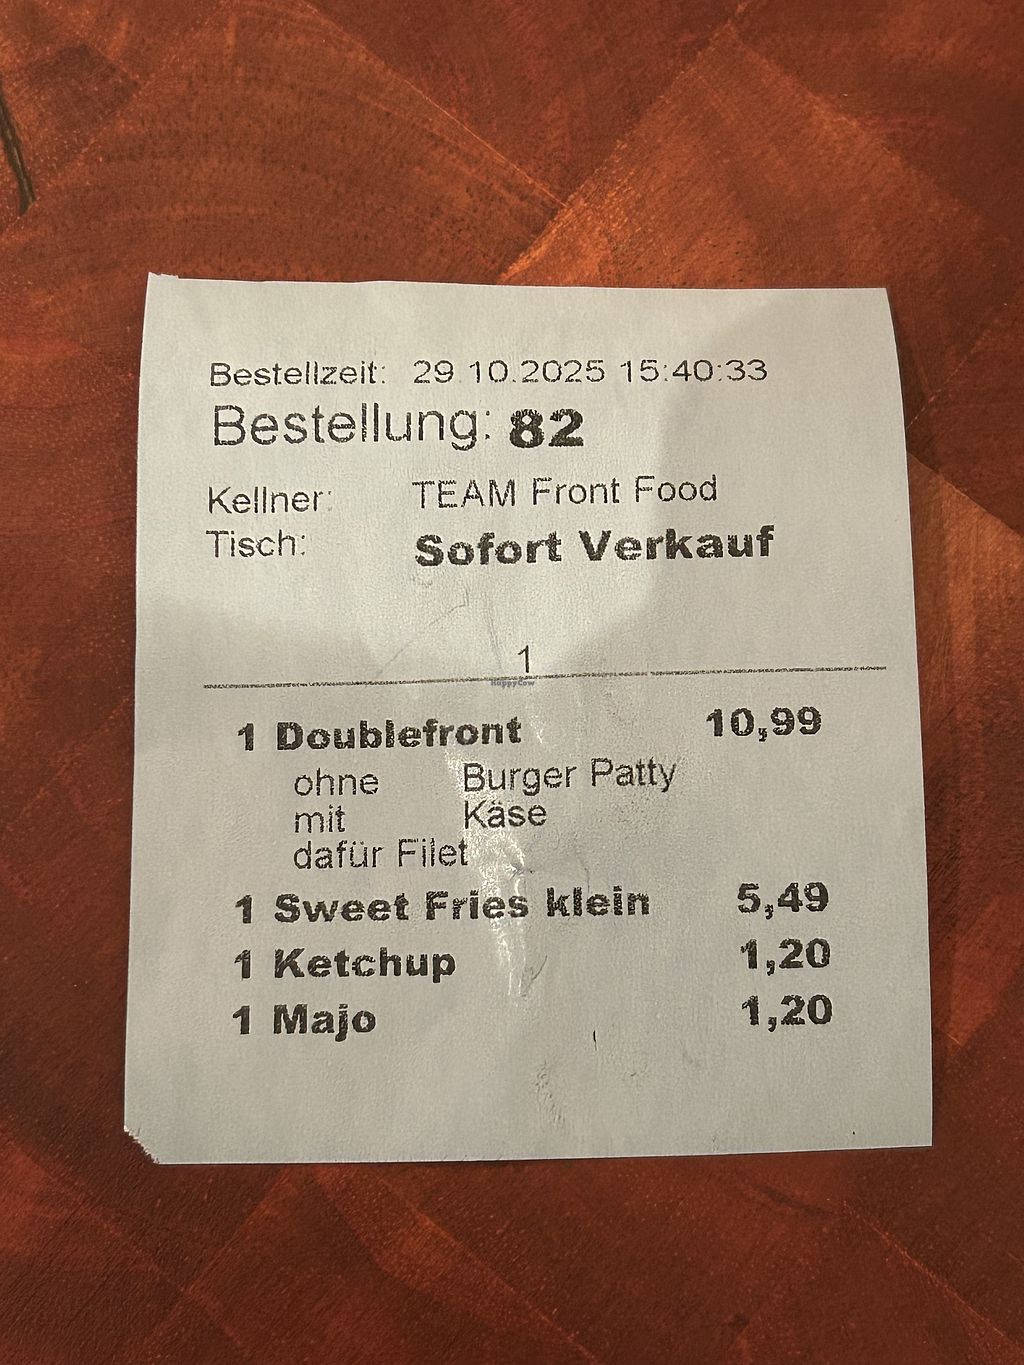 Bestellzeit: 29.10.2025 15:40:33
Bestellung: 82
Kellner: TEAM Front Food
Tisch: Sofort Verkauf
1
HappyCow
1 Doublefront 10,99
ohne Burger Patty
mit Käse
dafür Filet
1 Sweet Fries klein 5,49
1 Ketchup 1,20
1 Majo 1,20